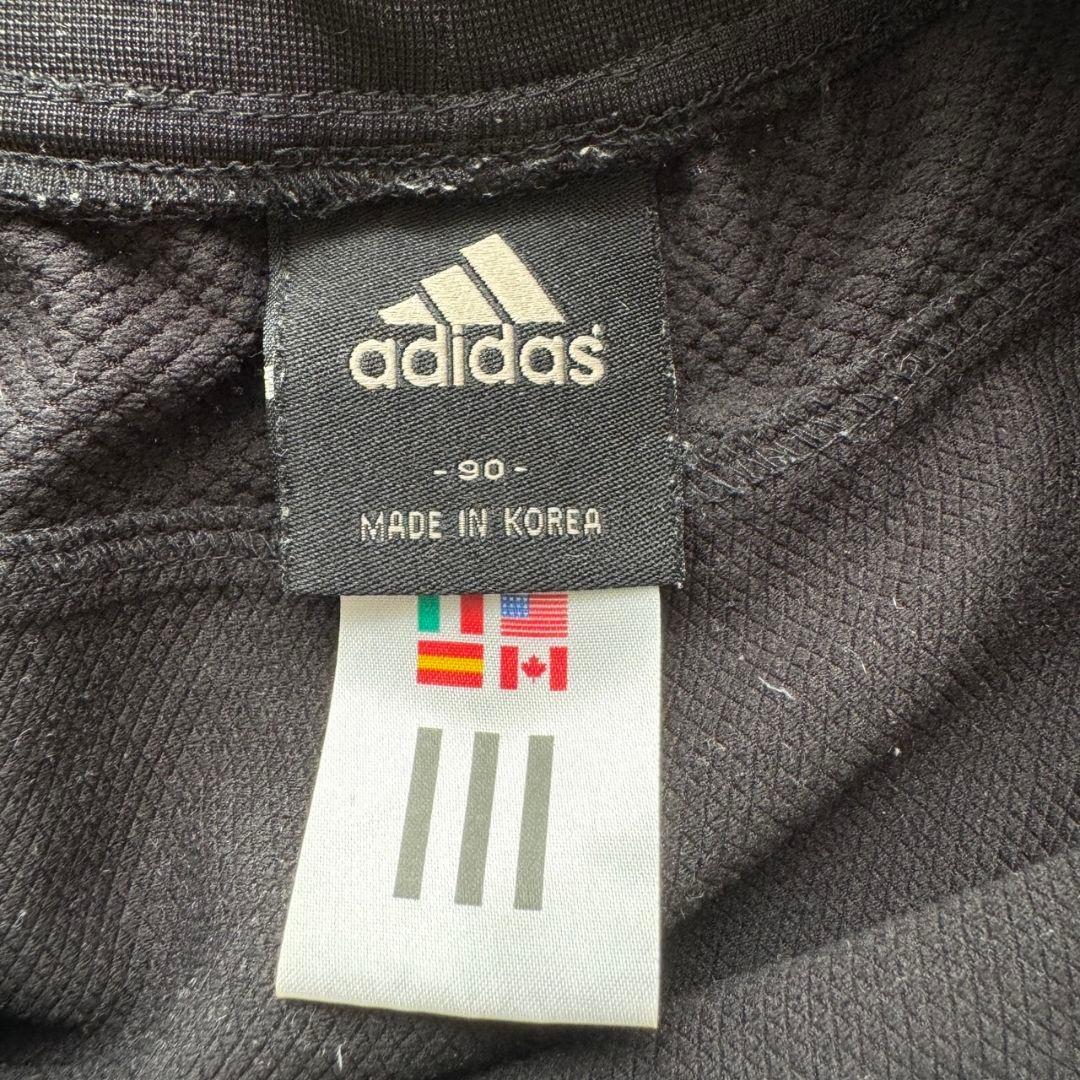 adidas
- 90 -
MADE IN KOREA